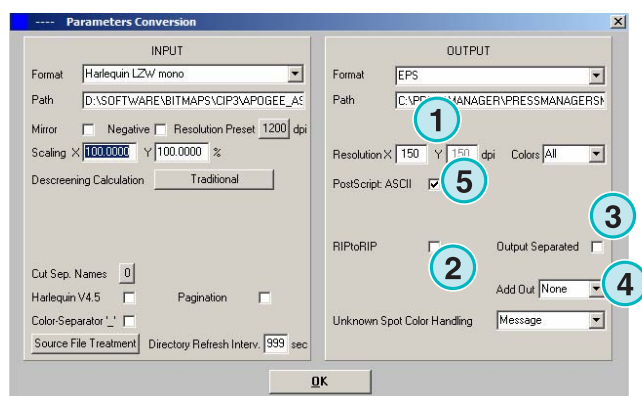 ---- Parameters Conversion
INPUT
Format Harlequin LZW mono
Path D:\SOFTWARE\BITMAPS\CIP3\APOGEE_AS
Mirror Negative Resolution Preset 1200 dpi
Scaling X 100.0000 Y 100.0000 %
Descreening Calculation Traditional
Cut Sep. Names 0
Harlequin V4.5 Pagination
Color-Separator '_'
Source File Treatment Directory Refresh Interv. 999 sec
OUTPUT
Format EPS
Path
1
Resolution X 150 Y 150 dpi Colors All
PostScript: ASCII 5
3
RIPtoRIP Output Separated
2
Add Out None 4
Unknown Spot Color Handling Message
OK